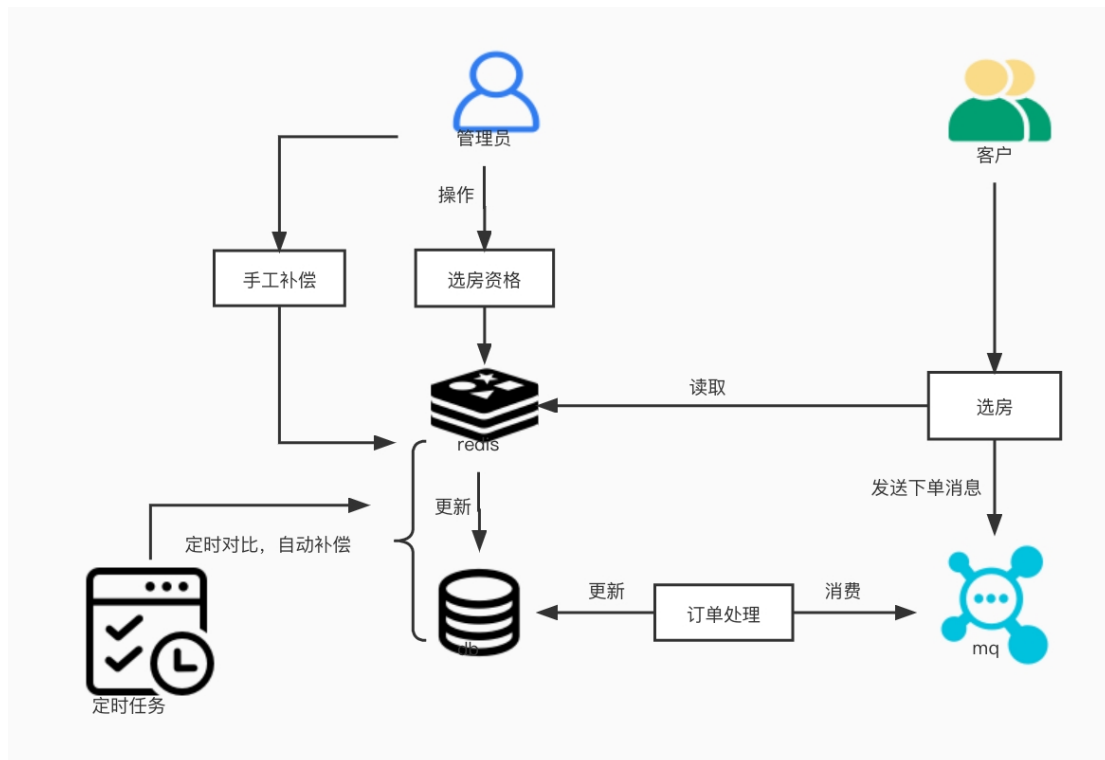 管理员
客户
操作
手工补偿
选房资格
读取
选房
redis
发送下单消息
更新
定时对比，自动补偿
更新
消费
订单处理
db
mq
定时任务